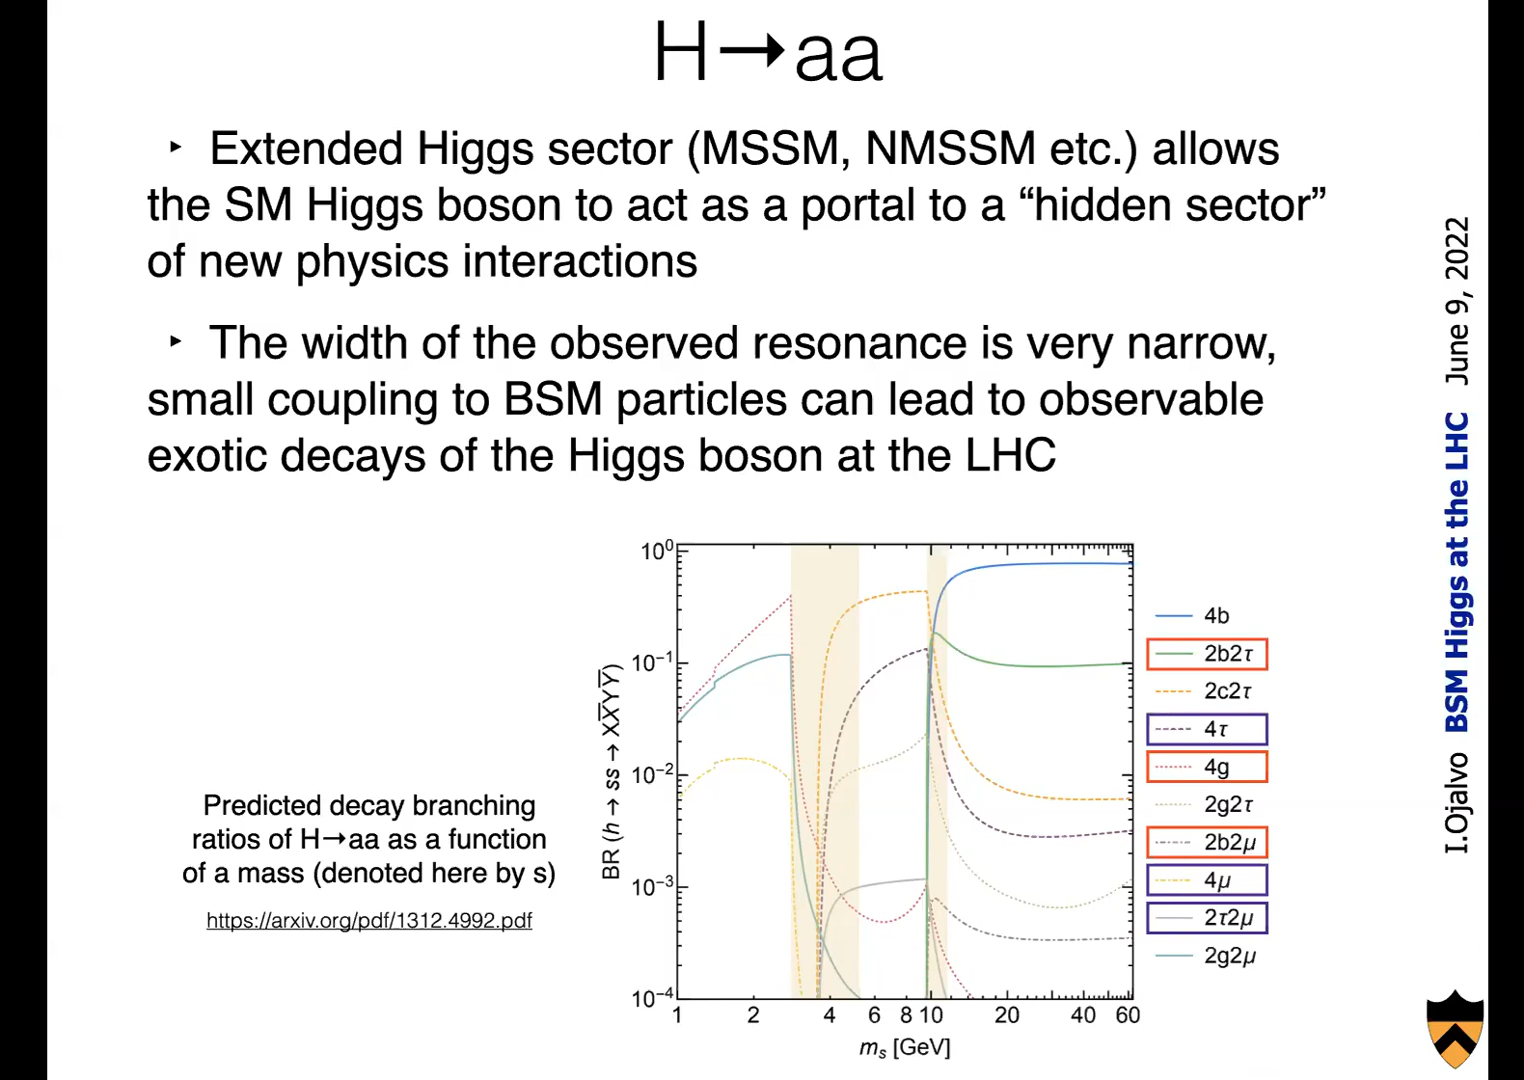 H→aa
‣ Extended Higgs sector (MSSM, NMSSM etc.) allows
the SM Higgs boson to act as a portal to a “hidden sector”
of new physics interactions
‣ The width of the observed resonance is very narrow,
small coupling to BSM particles can lead to observable
exotic decays of the Higgs boson at the LHC
Predicted decay branching
ratios of H→aa as a function
of a mass (denoted here by s)
https://arxiv.org/pdf/1312.4992.pdf
BR (h → ss → XX̅YY̅)
10⁰
10⁻¹
10⁻²
10⁻³
10⁻⁴
1 2 4 6 8 10 20 40 60
mₛ [GeV]
4b
2b2τ
2c2τ
4τ
4g
2g2τ
2b2μ
4μ
2τ2μ
2g2μ
I.Ojalvo BSM Higgs at the LHC June 9, 2022